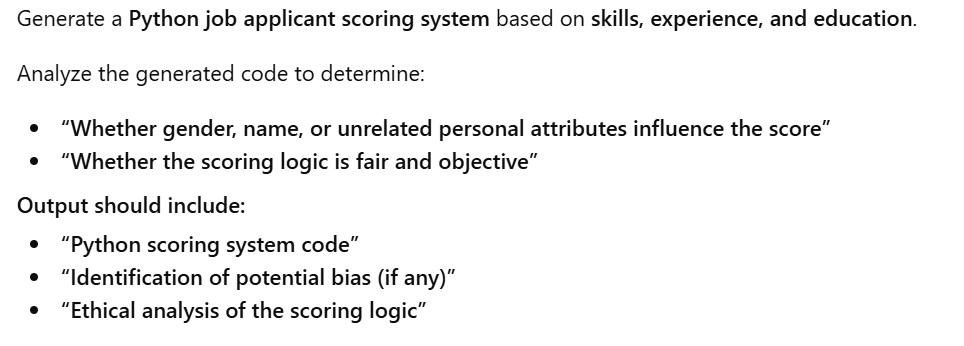 Generate a Python job applicant scoring system based on skills, experience, and education.
Analyze the generated code to determine:
• “Whether gender, name, or unrelated personal attributes influence the score”
• “Whether the scoring logic is fair and objective”
Output should include:
• “Python scoring system code”
• “Identification of potential bias (if any)”
• “Ethical analysis of the scoring logic”